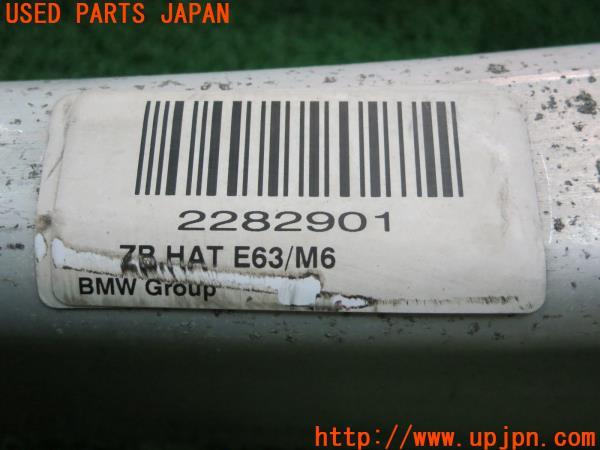 USED PARTS JAPAN
2282901
ZB HAT E63/M6
BMW Group
http://www.upjpn.com/